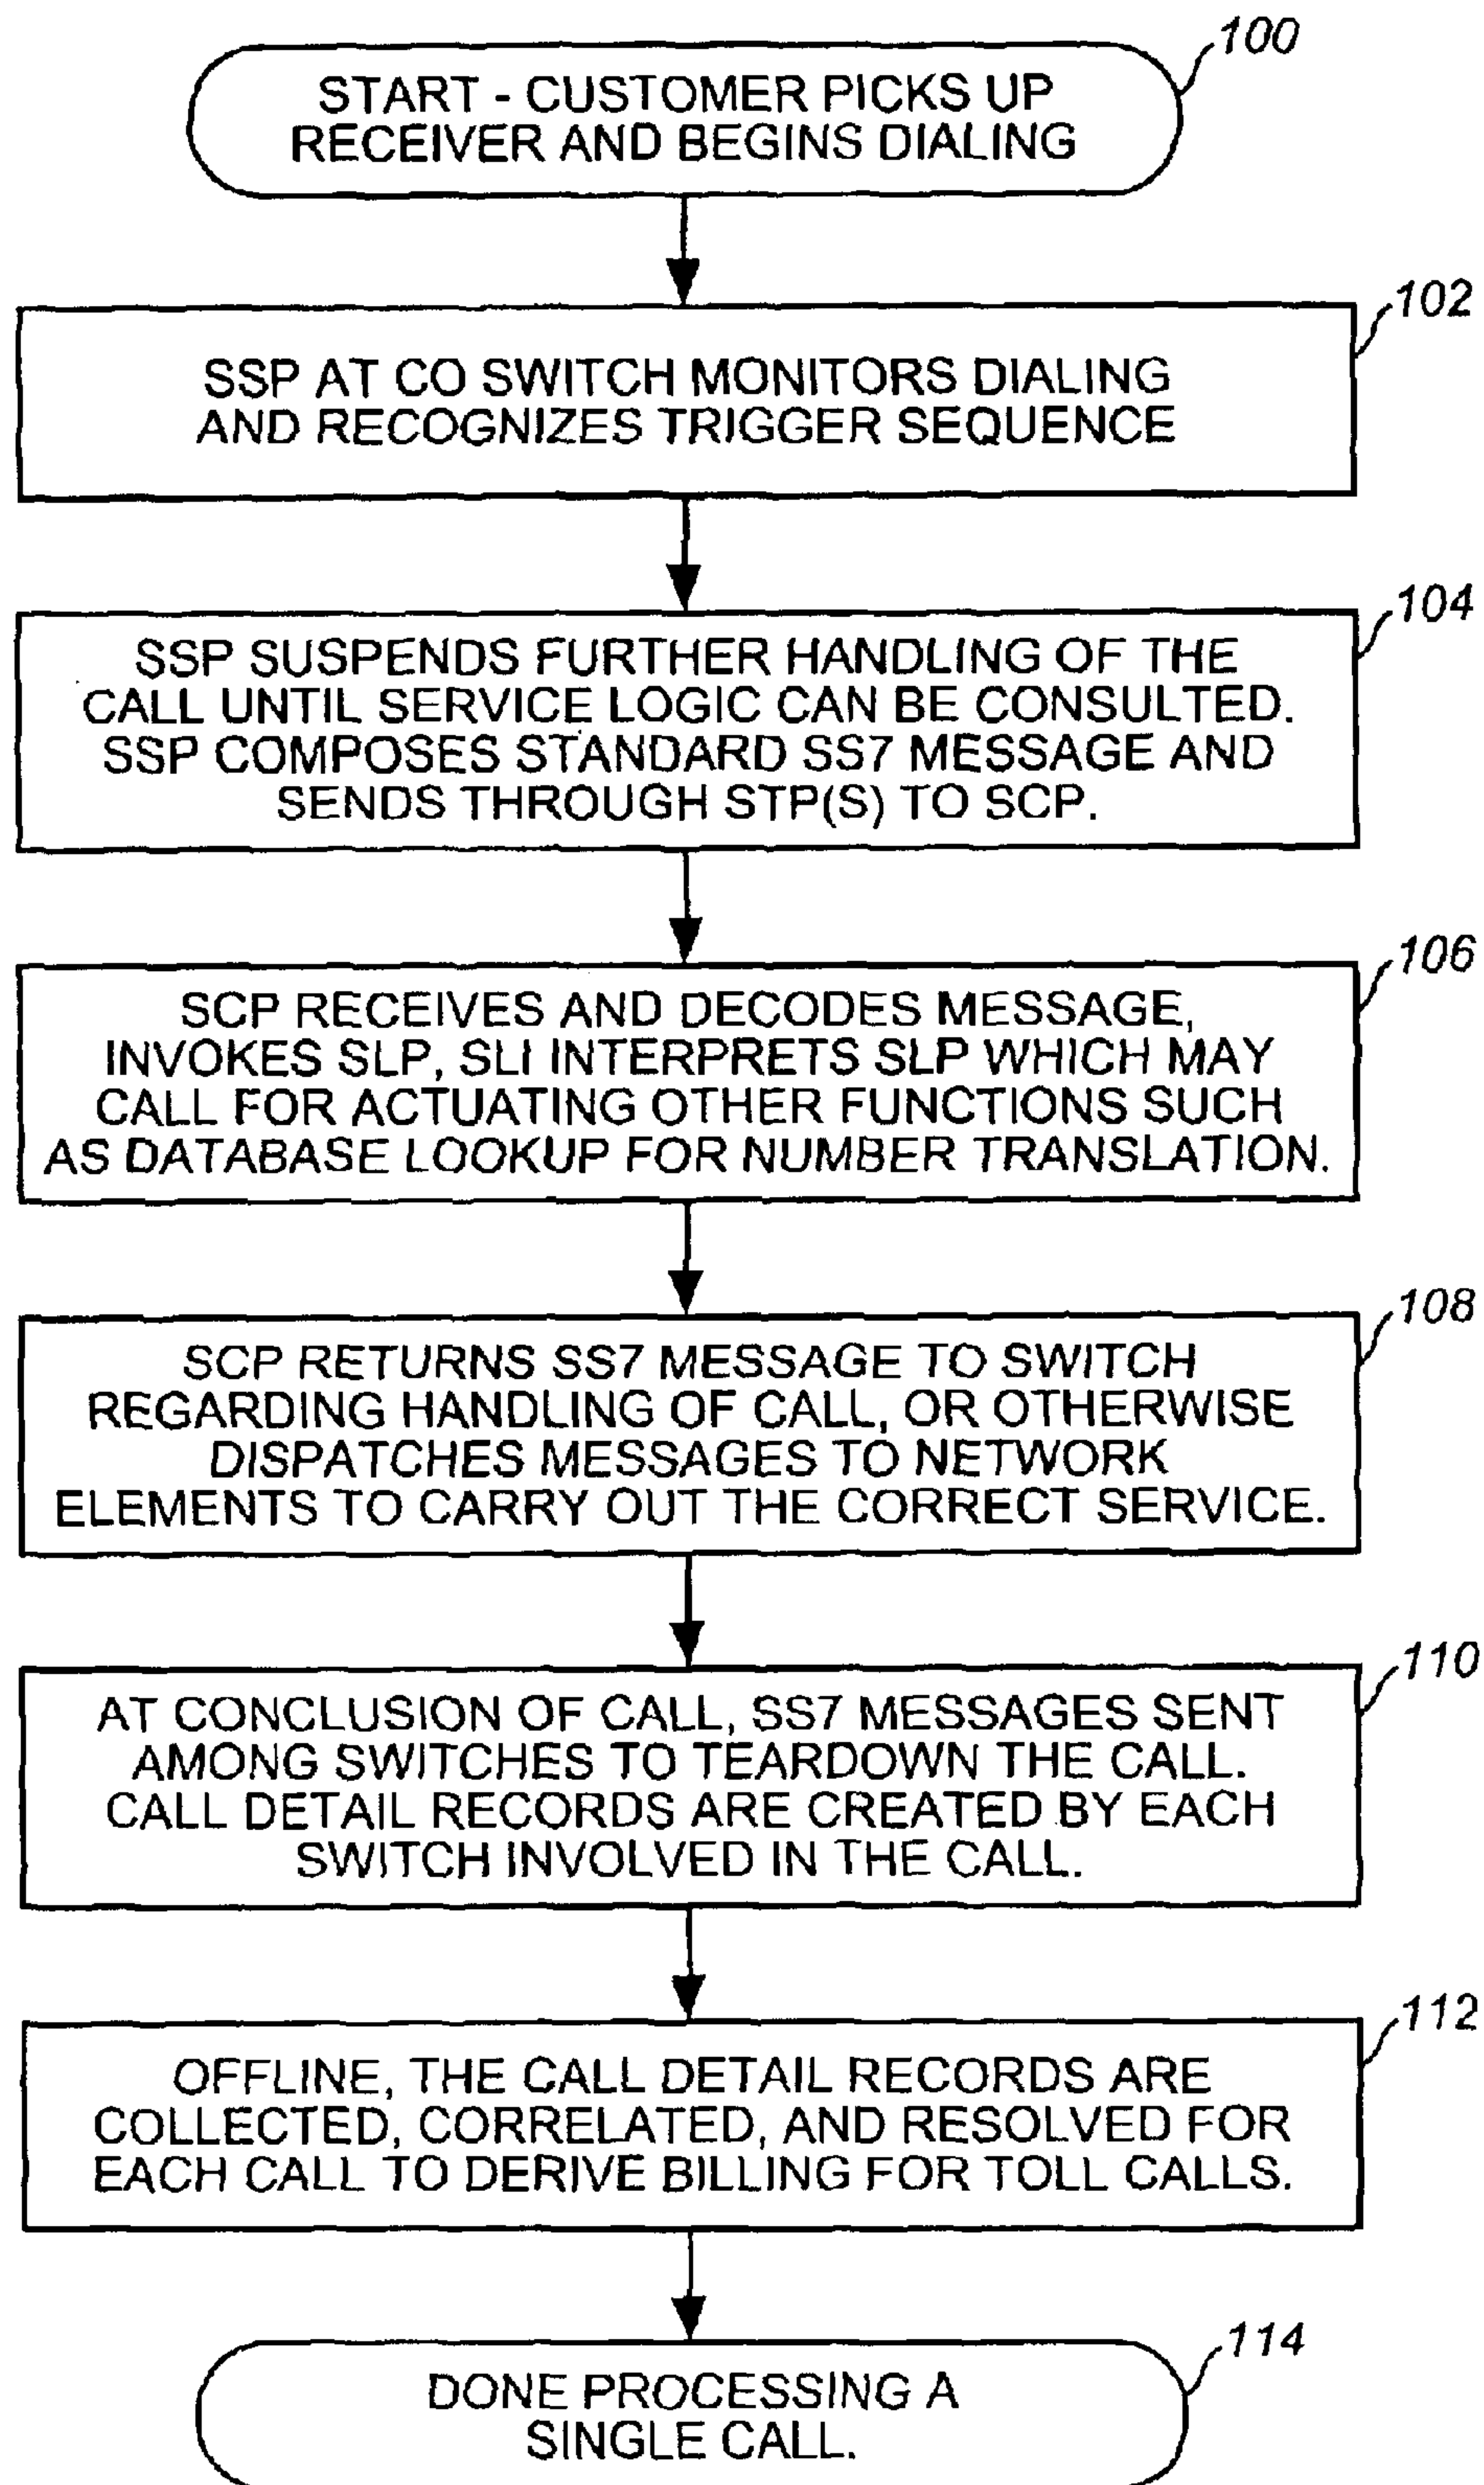 100
START - CUSTOMER PICKS UP
RECEIVER AND BEGINS DIALING
102
SSP AT CO SWITCH MONITORS DIALING
AND RECOGNIZES TRIGGER SEQUENCE
104
SSP SUSPENDS FURTHER HANDLING OF THE
CALL UNTIL SERVICE LOGIC CAN BE CONSULTED.
SSP COMPOSES STANDARD SS7 MESSAGE AND
SENDS THROUGH STP(S) TO SCP.
106
SCP RECEIVES AND DECODES MESSAGE,
INVOKES SLP, SLI INTERPRETS SLP WHICH MAY
CALL FOR ACTUATING OTHER FUNCTIONS SUCH
AS DATABASE LOOKUP FOR NUMBER TRANSLATION.
108
SCP RETURNS SS7 MESSAGE TO SWITCH
REGARDING HANDLING OF CALL, OR OTHERWISE
DISPATCHES MESSAGES TO NETWORK
ELEMENTS TO CARRY OUT THE CORRECT SERVICE.
110
AT CONCLUSION OF CALL, SS7 MESSAGES SENT
AMONG SWITCHES TO TEARDOWN THE CALL.
CALL DETAIL RECORDS ARE CREATED BY EACH
SWITCH INVOLVED IN THE CALL.
112
OFFLINE, THE CALL DETAIL RECORDS ARE
COLLECTED, CORRELATED, AND RESOLVED FOR
EACH CALL TO DERIVE BILLING FOR TOLL CALLS.
114
DONE PROCESSING A
SINGLE CALL.